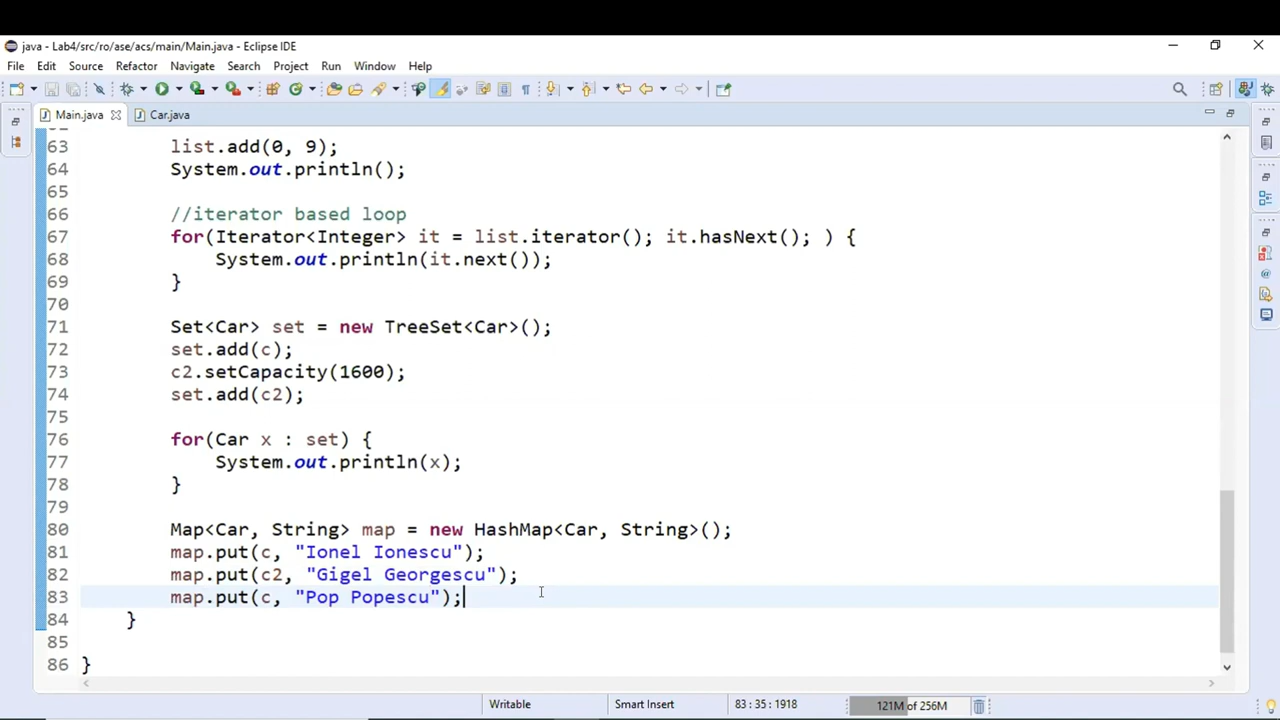 java - Lab4/src/ro/ase/acs/main/Main.java - Eclipse IDE
File Edit Source Refactor Navigate Search Project Run Window Help
Main.java Car.java
63 list.add(0, 9);
64 System.out.println();
65
66 //iterator based loop
67 for(Iterator<Integer> it = list.iterator(); it.hasNext(); ) {
68 System.out.println(it.next());
69 }
70
71 Set<Car> set = new TreeSet<Car>();
72 set.add(c);
73 c2.setCapacity(1600);
74 set.add(c2);
75
76 for(Car x : set) {
77 System.out.println(x);
78 }
79
80 Map<Car, String> map = new HashMap<Car, String>();
81 map.put(c, "Ionel Ionescu");
82 map.put(c2, "Gigel Georgescu");
83 map.put(c, "Pop Popescu");
84 }
85
86 }
Writable Smart Insert 83 : 35 : 1918 121M of 256M